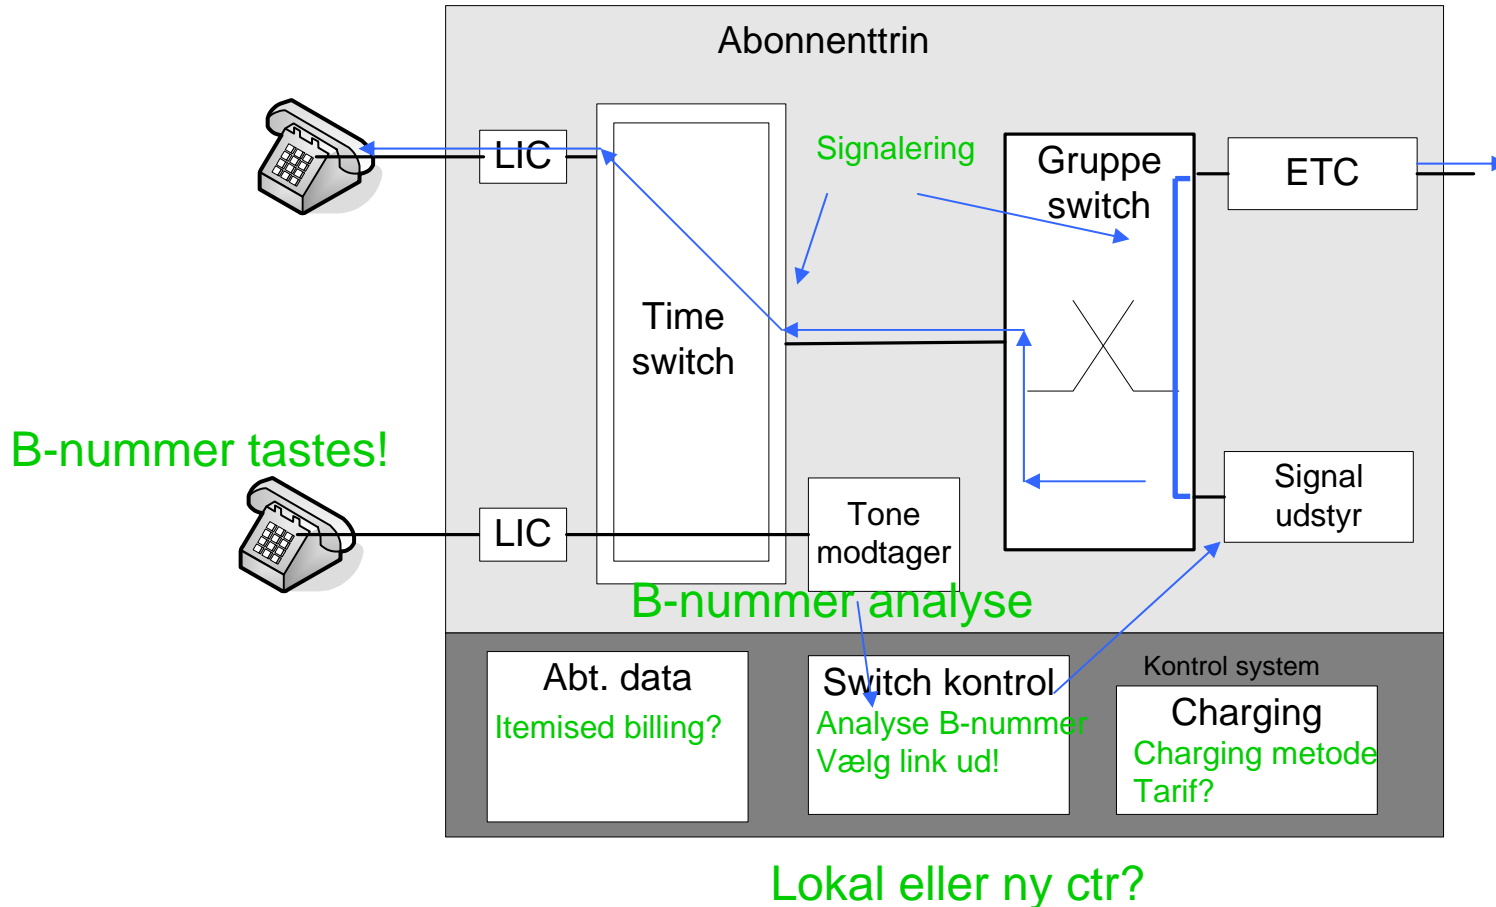 Abonnenttrin
LIC
Signalering
Gruppe
switch
ETC
Time
switch
B-nummer tastes!
LIC
Tone
modtager
Signal
udstyr
B-nummer analyse
Abt. data
Itemised billing?
Switch kontrol
Analyse B-nummer
Vælg link ud!
Kontrol system
Charging
Charging metode
Tarif?
Lokal eller ny ctr?